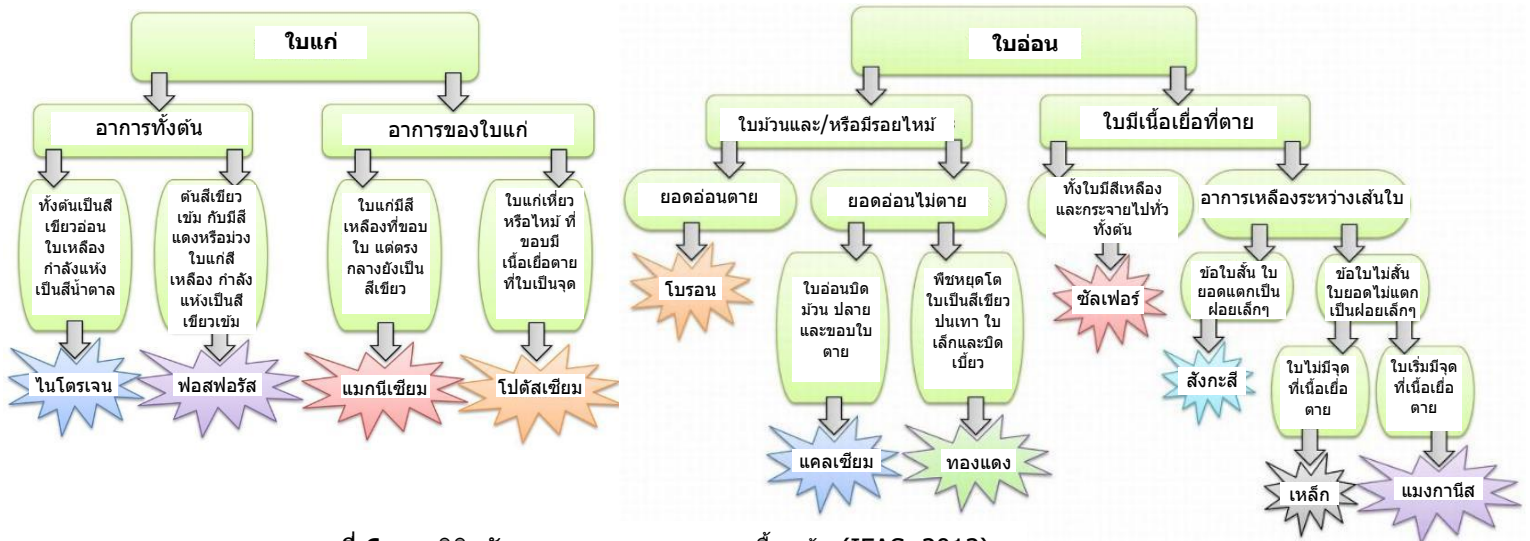 ใบแก่
อาการทั้งต้น
อาการของใบแก่
ทั้งต้นเป็นสี
เขียวอ่อน
ใบเหลือง
กำลังแห้ง
เป็นสีน้ำตาล
ต้นสีเขียว
เข้ม กับมีสี
แดงหรือม่วง
ใบแก่สี
เหลือง กำลัง
แห้งเป็นสี
เขียวเข้ม
ใบแก่มีสี
เหลืองที่ขอบ
ใบ แต่ตรง
กลางยังเป็น
สีเขียว
ใบแก่เหี่ยว
หรือไหม้ ที่
ขอบมี
เนื้อเยื่อตาย
ที่ใบเป็นจุด
ไนโตรเจน
ฟอสฟอรัส
แมกนีเซียม
โปตัสเซียม
ใบอ่อน
ใบม้วนและ/หรือมีรอยไหม้
ใบมีเนื้อเยื่อที่ตาย
ยอดอ่อนตาย
ยอดอ่อนไม่ตาย
ทั้งใบมีสีเหลือง
และกระจายไปทั่ว
ทั้งต้น
อาการเหลืองระหว่างเส้นใบ
โบรอน
ใบอ่อนบิด
ม้วน ปลาย
และขอบใบ
ตาย
พืชหยุดโต
ใบเป็นสีเขียว
ปนเทา ใบ
เล็กและบิด
เบี้ยว
ซัลเฟอร์
ข้อใบสั้น ใบ
ยอดแตกเป็น
ฝอยเล็กๆ
ข้อใบไม่สั้น
ใบยอดไม่แตก
เป็นฝอยเล็กๆ
สังกะสี
ใบไม่มีจุด
ที่เนื้อเยื่อ
ตาย
ใบเริ่มมีจุด
ที่เนื้อเยื่อ
ตาย
แคลเซียม
ทองแดง
เหล็ก
แมงกานีส
(IFAS, 2012)